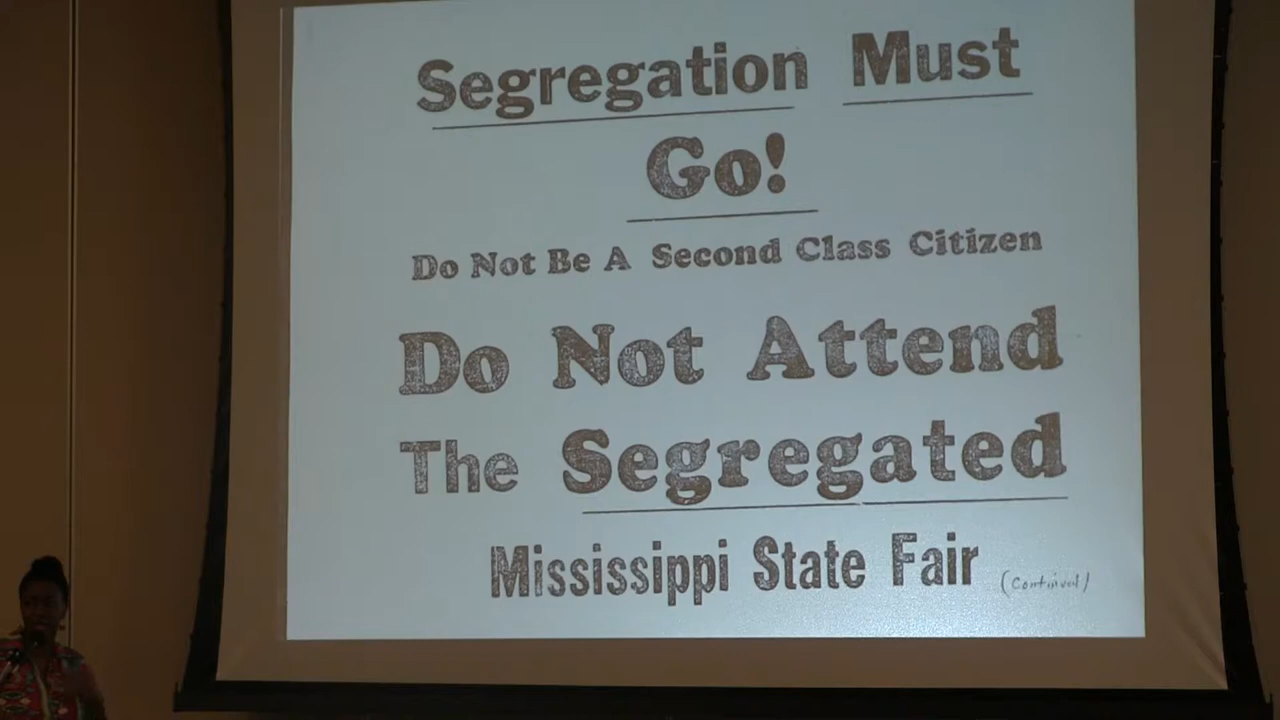 Segregation Must
Go!
Do Not Be A Second Class Citizen
Do Not Attend
The Segregated
Mississippi State Fair (Continued)